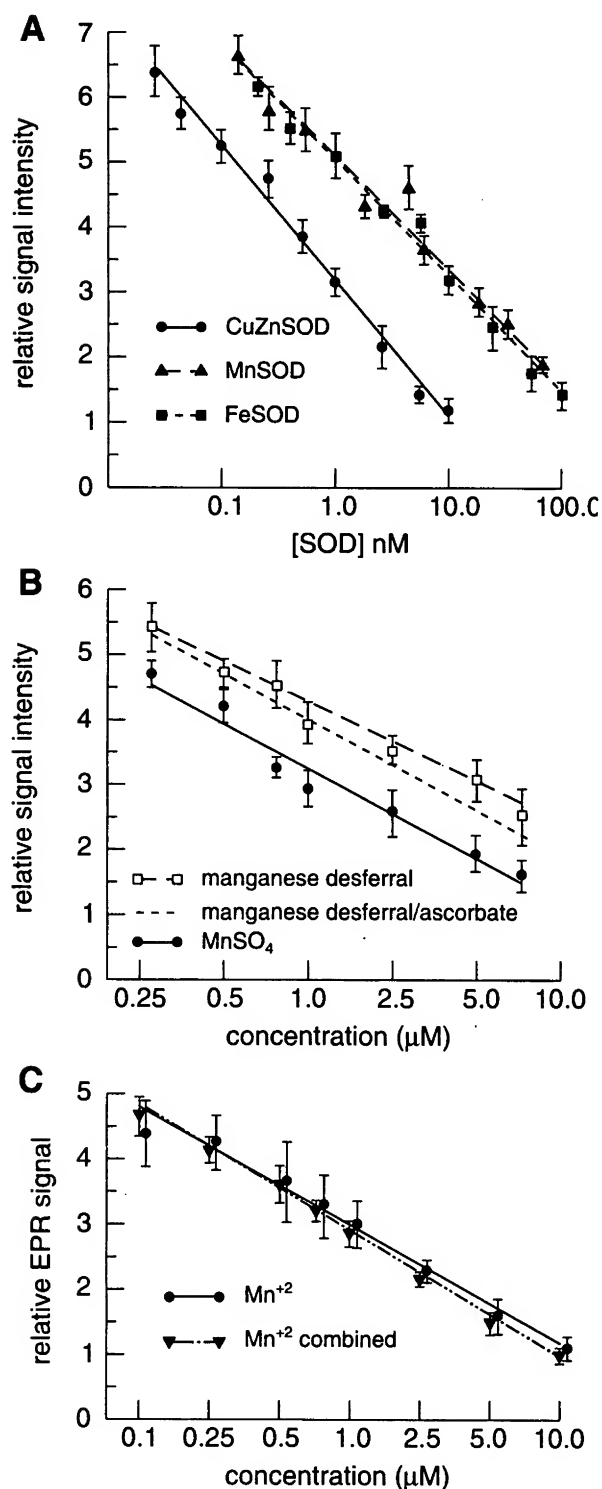 A
7
6
5
4
3
2
1
0
relative signal intensity
CuZnSOD
MnSOD
FeSOD
0.1 1.0 10.0 100.0
[SOD] nM
B
6
5
4
3
2
1
0
relative signal intensity
manganese desferral
manganese desferral/ascorbate
MnSO4
0.25 0.5 1.0 2.5 5.0 10.0
concentration (μM)
C
5
4
3
2
1
0
relative EPR signal
Mn+2
Mn+2 combined
0.1 0.25 0.5 1.0 2.5 5.0 10.0
concentration (μM)